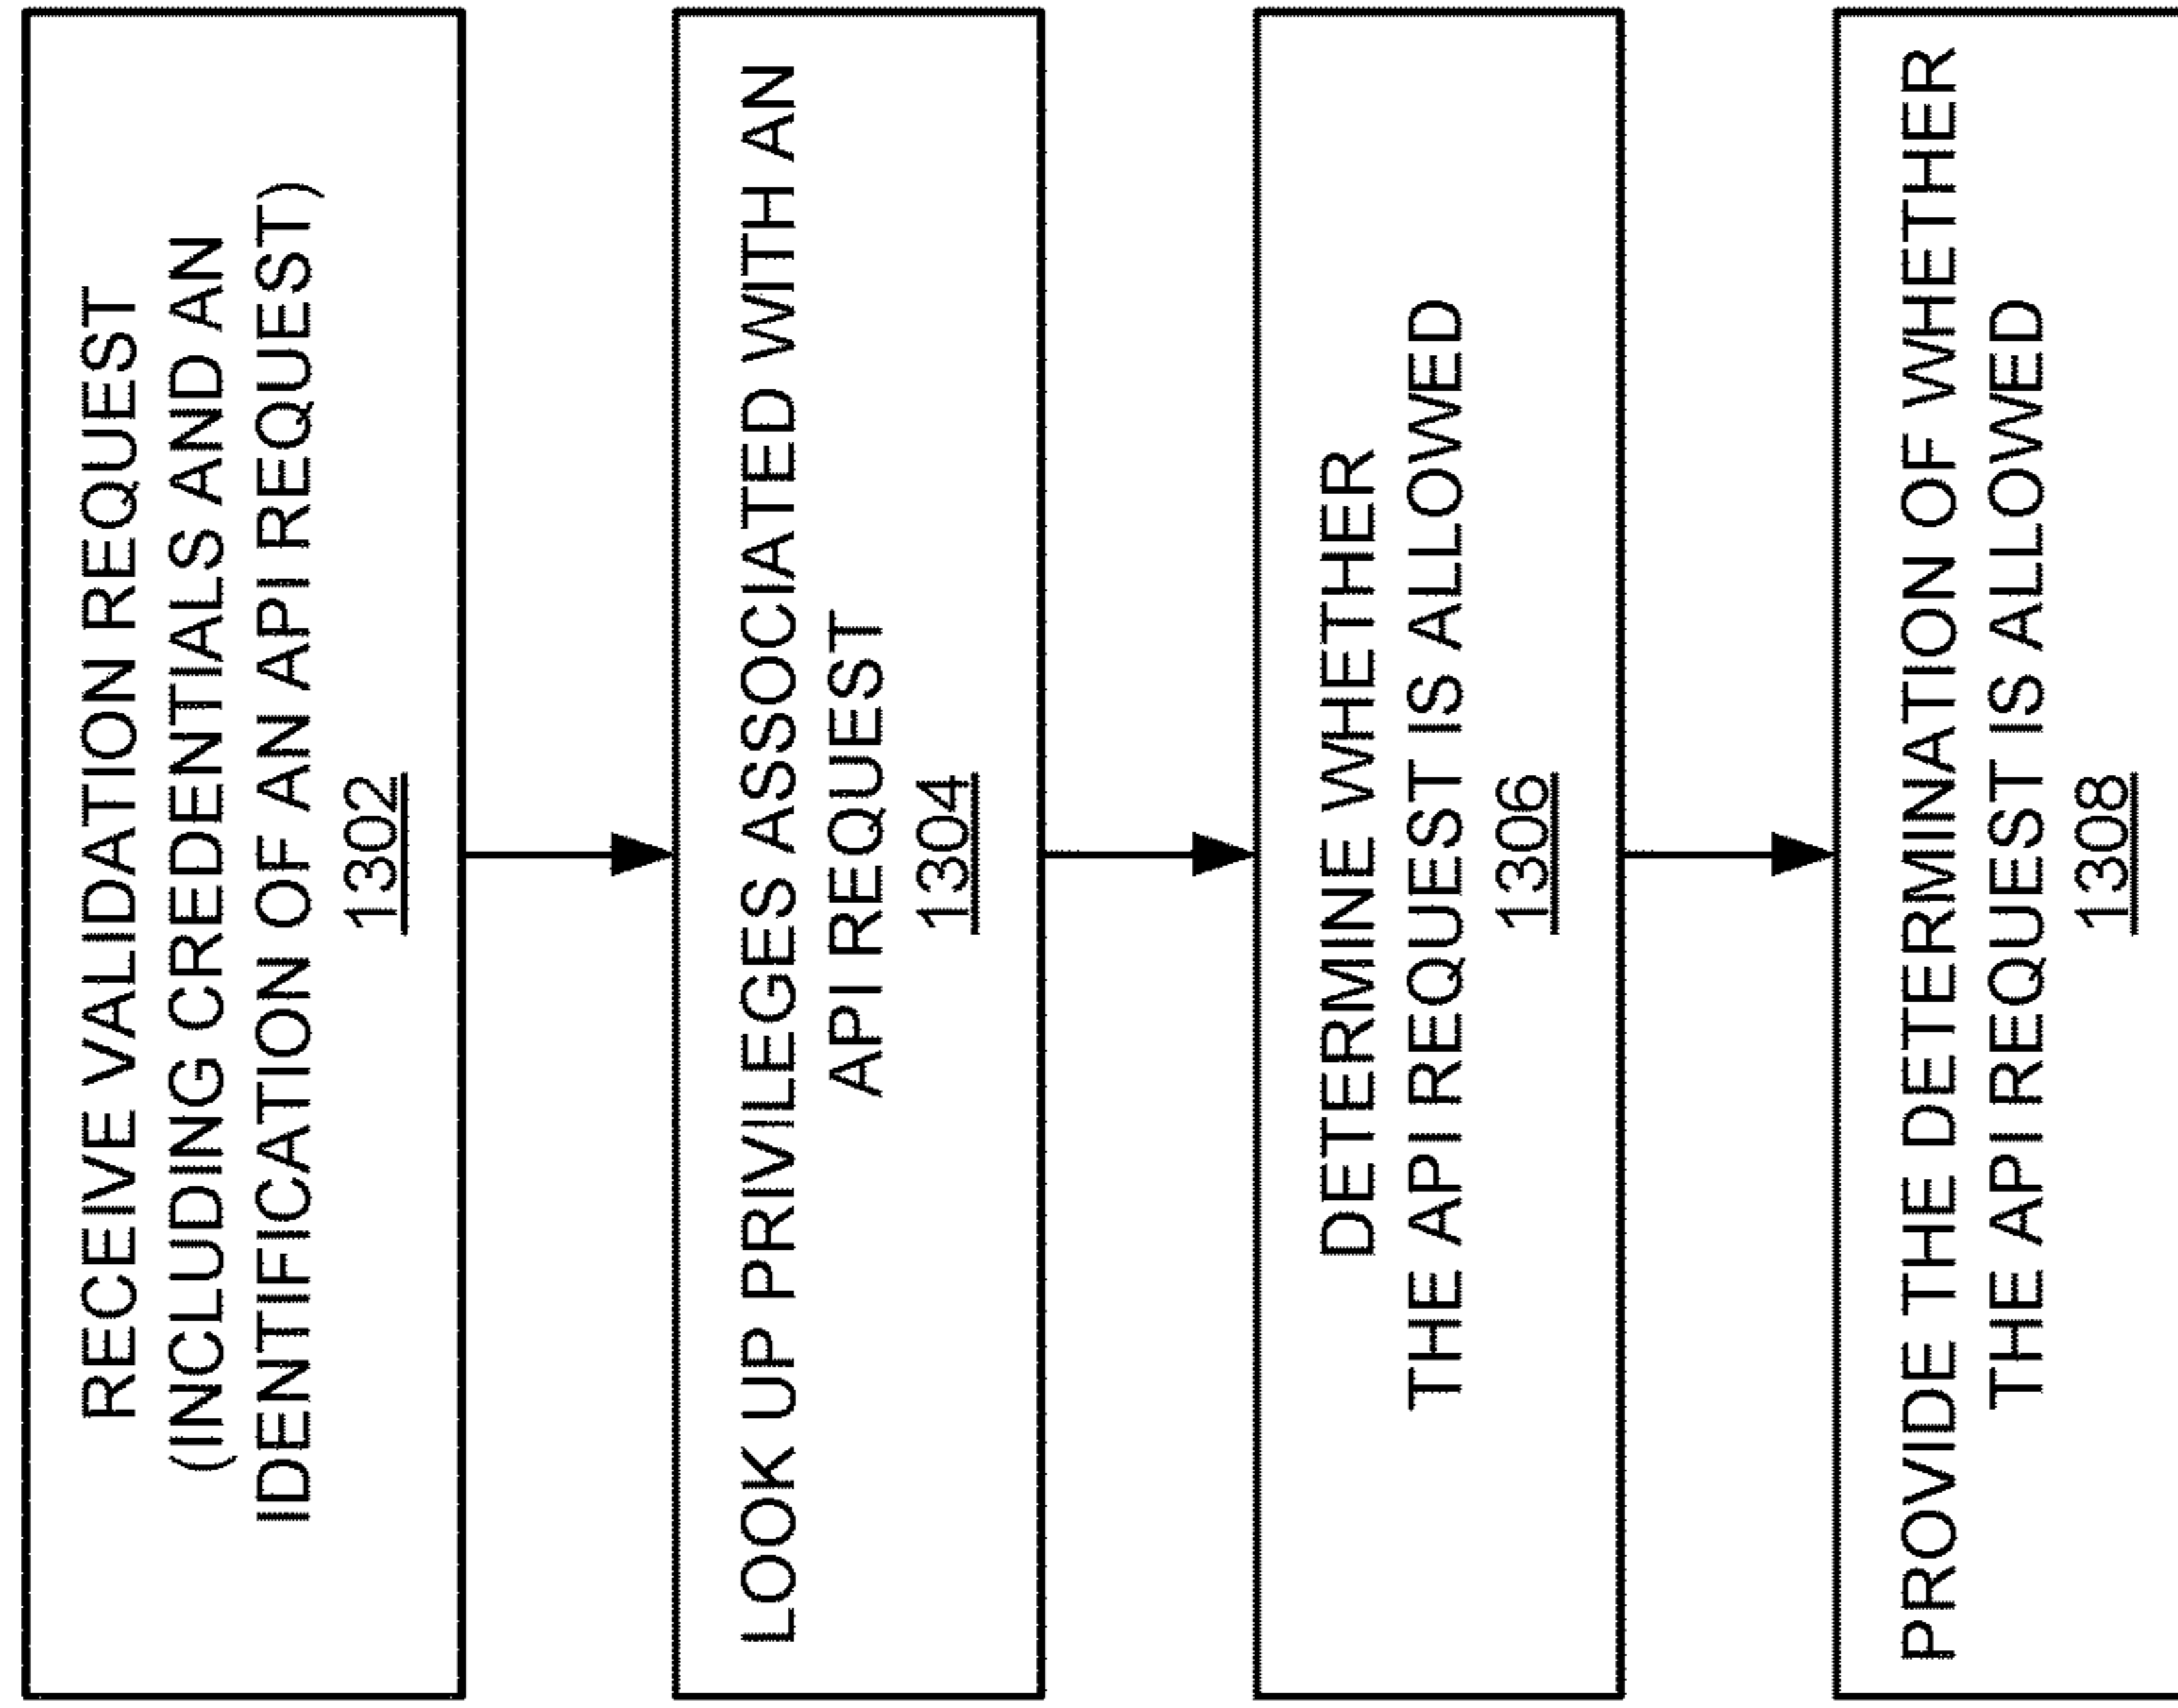 RECEIVE VALIDATION REQUEST
(INCLUDING CREDENTIALS AND AN
IDENTIFICATION OF AN API REQUEST)
1302
LOOK UP PRIVILEGES ASSOCIATED WITH AN
API REQUEST
1304
DETERMINE WHETHER
THE API REQUEST IS ALLOWED
1306
PROVIDE THE DETERMINATION OF WHETHER
THE API REQUEST IS ALLOWED
1308